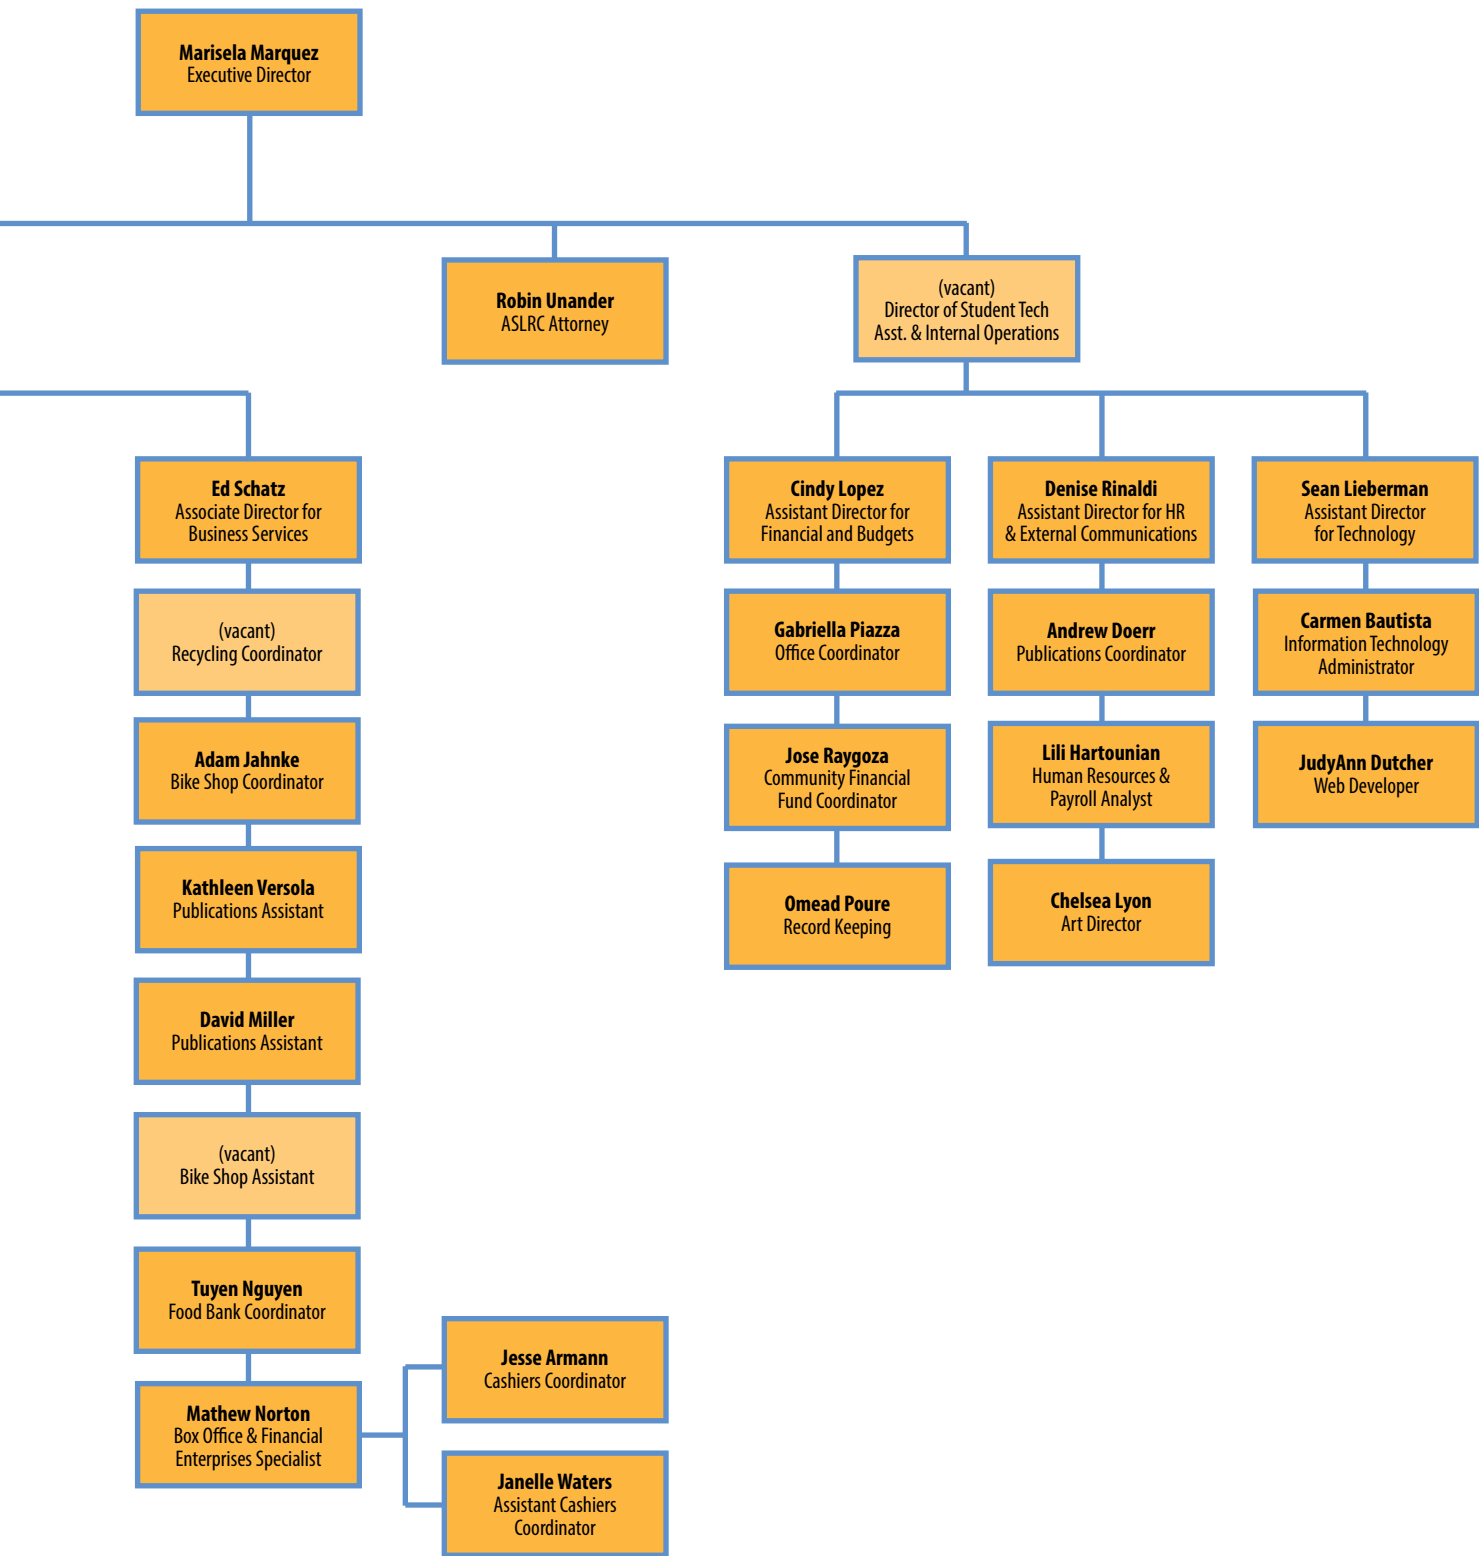 Marisela Marquez
Executive Director
Robin Unander
ASLRC Attorney
(vacant)
Director of Student Tech
Asst. & Internal Operations
Ed Schatz
Associate Director for
Business Services
(vacant)
Recycling Coordinator
Adam Jahnke
Bike Shop Coordinator
Kathleen Versola
Publications Assistant
David Miller
Publications Assistant
(vacant)
Bike Shop Assistant
Tuyen Nguyen
Food Bank Coordinator
Mathew Norton
Box Office & Financial
Enterprises Specialist
Jesse Armann
Cashiers Coordinator
Janelle Waters
Assistant Cashiers
Coordinator
Cindy Lopez
Assistant Director for
Financial and Budgets
Gabriella Piazza
Office Coordinator
Jose Raygoza
Community Financial
Fund Coordinator
Omead Poure
Record Keeping
Denise Rinaldi
Assistant Director for HR
& External Communications
Andrew Doerr
Publications Coordinator
Lili Hartounian
Human Resources &
Payroll Analyst
Chelsea Lyon
Art Director
Sean Lieberman
Assistant Director
for Technology
Carmen Bautista
Information Technology
Administrator
JudyAnn Dutcher
Web Developer